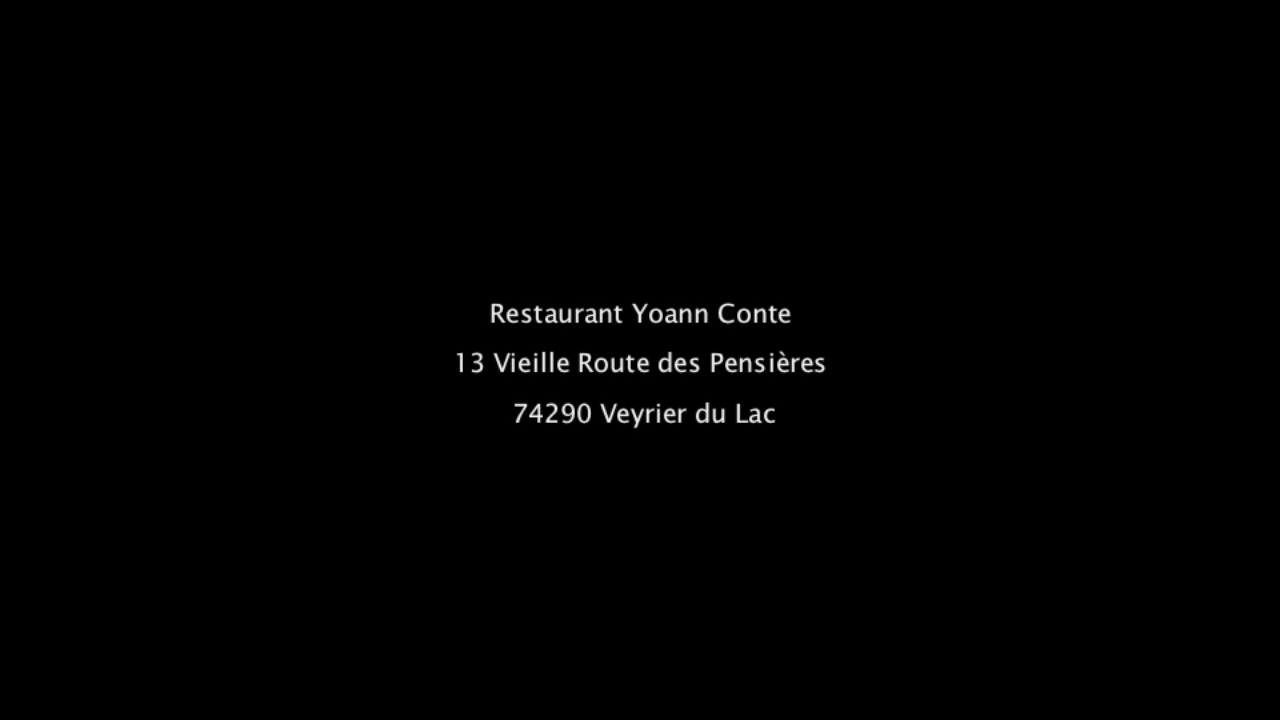 Restaurant Yoann Conte
13 Vieille Route des Pensières
74290 Veyrier du Lac